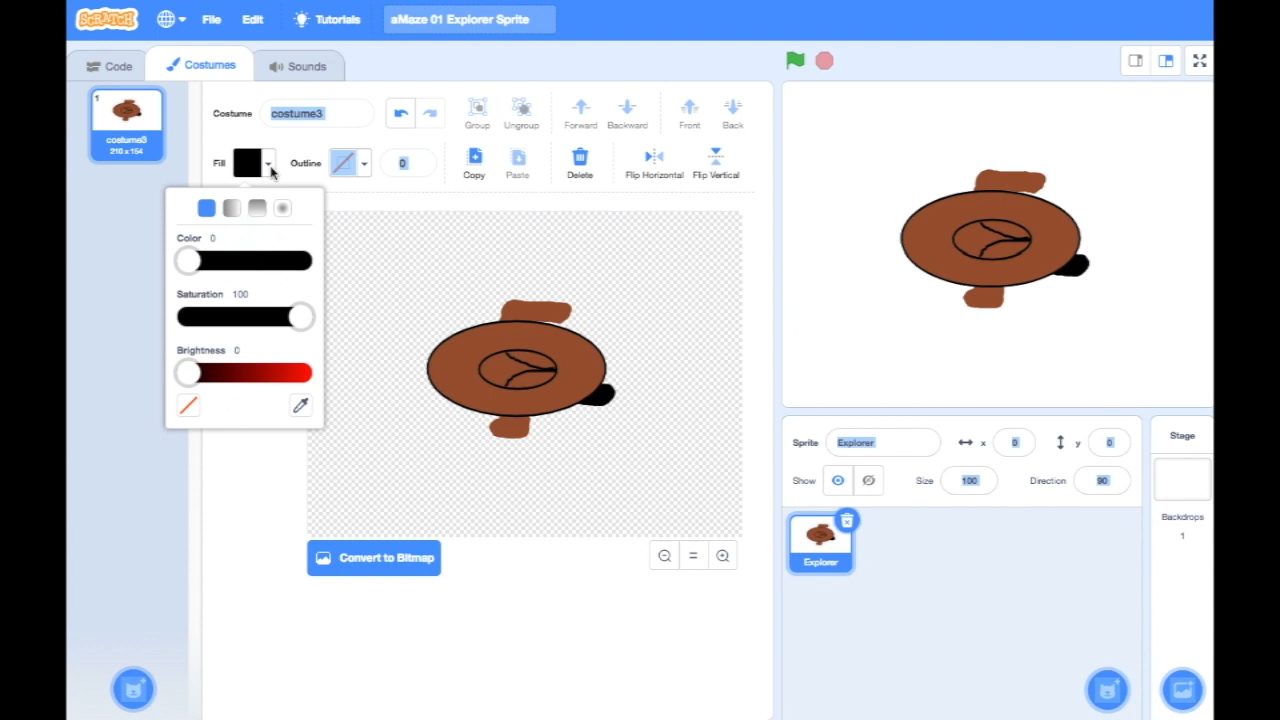 SCRATCH File Edit Tutorials aMaze 01 Explorer Sprite
Code Costumes Sounds
1
costume3
210 x 154
Costume costume3 Group Ungroup Forward Backward Front Back
Fill Outline 0 Copy Paste Delete Flip Horizontal Flip Vertical
Color 0
Saturation 100
Brightness 0
Convert to Bitmap
Sprite Explorer x 0 y 0
Show Size 100 Direction 90
Explorer
Stage
Backdrops
1